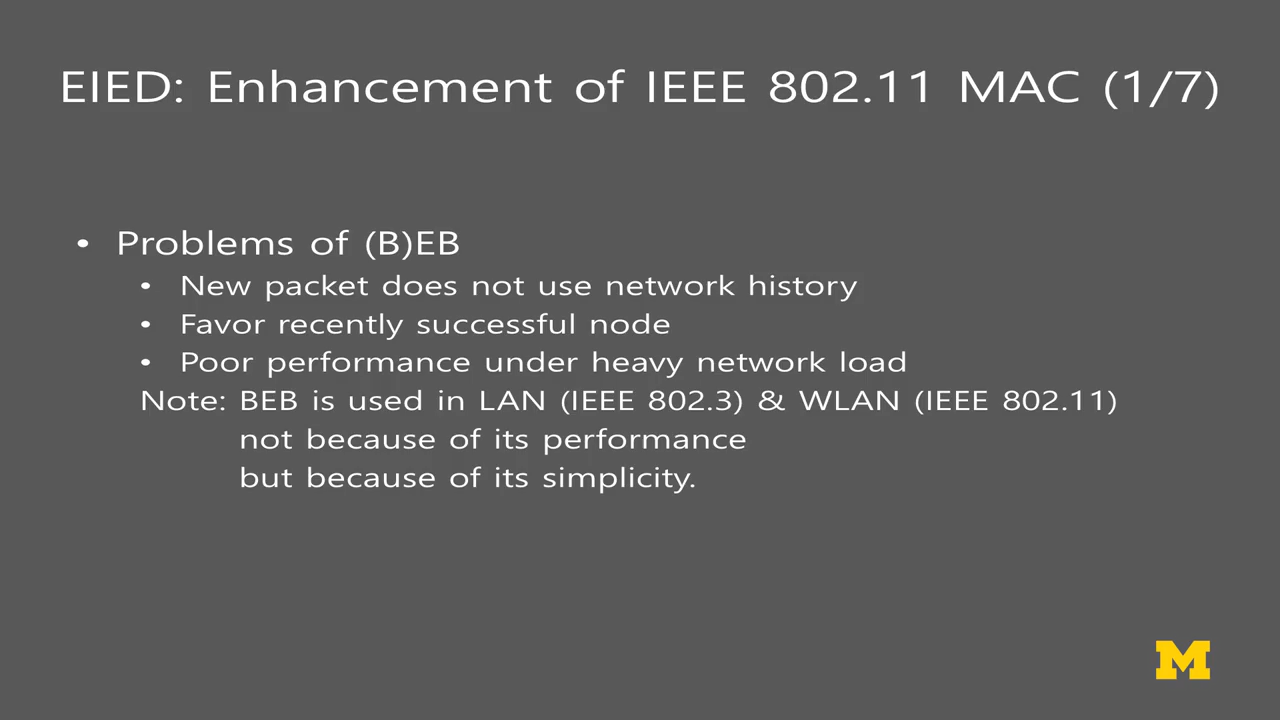 EIED: Enhancement of IEEE 802.11 MAC (1/7)
• Problems of (B)EB
• New packet does not use network history
• Favor recently successful node
• Poor performance under heavy network load
Note: BEB is used in LAN (IEEE 802.3) & WLAN (IEEE 802.11)
not because of its performance
but because of its simplicity.
M